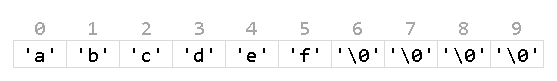 0 1 2 3 4 5 6 7 8 9
'a' 'b' 'c' 'd' 'e' 'f' '\0' '\0' '\0' '\0'